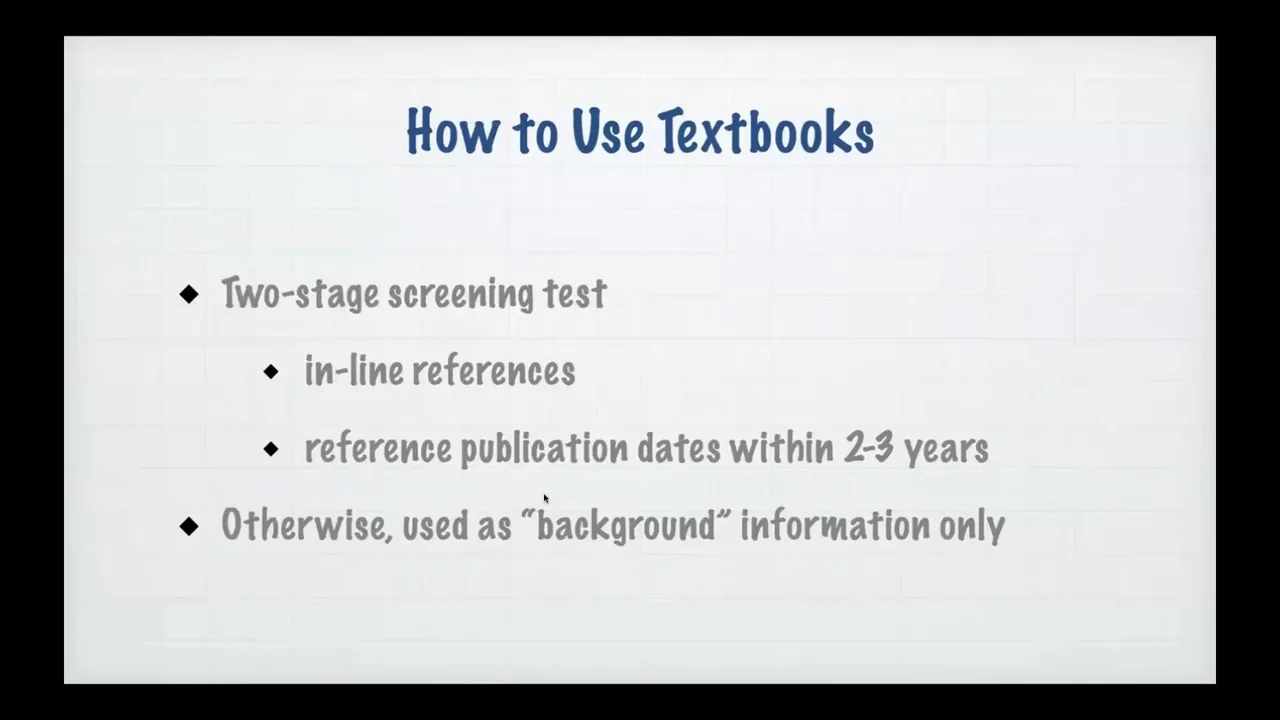 How to Use Textbooks
Two-stage screening test
in-line references
reference publication dates within 2-3 years
Otherwise, used as “background” information only